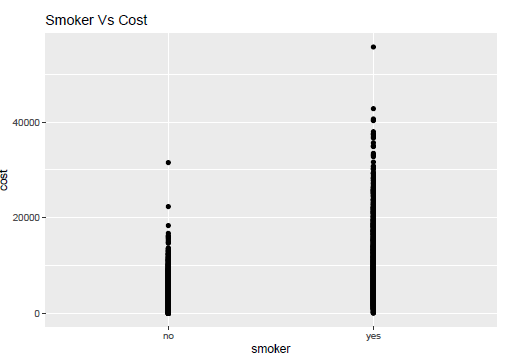 Smoker Vs Cost
cost
40000
20000
0
no
yes
smoker